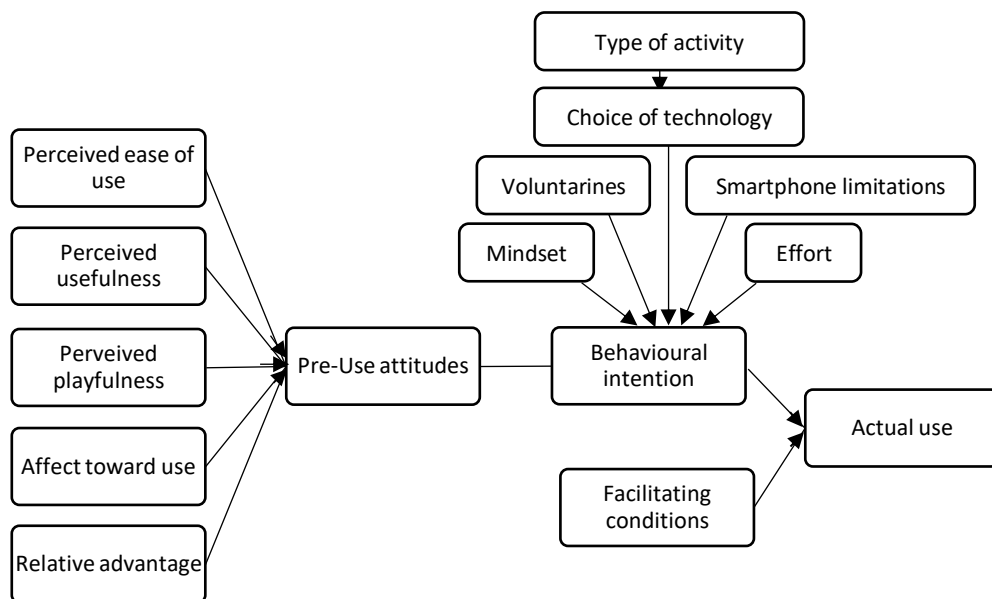 Type of activity
Choice of technology
Perceived ease of
use
Voluntarines
Smartphone limitations
Mindset
Effort
Perceived
usefulness
Perveived
playfulness
Pre-Use attitudes
Behavioural
intention
Actual use
Affect toward use
Facilitating
conditions
Relative advantage